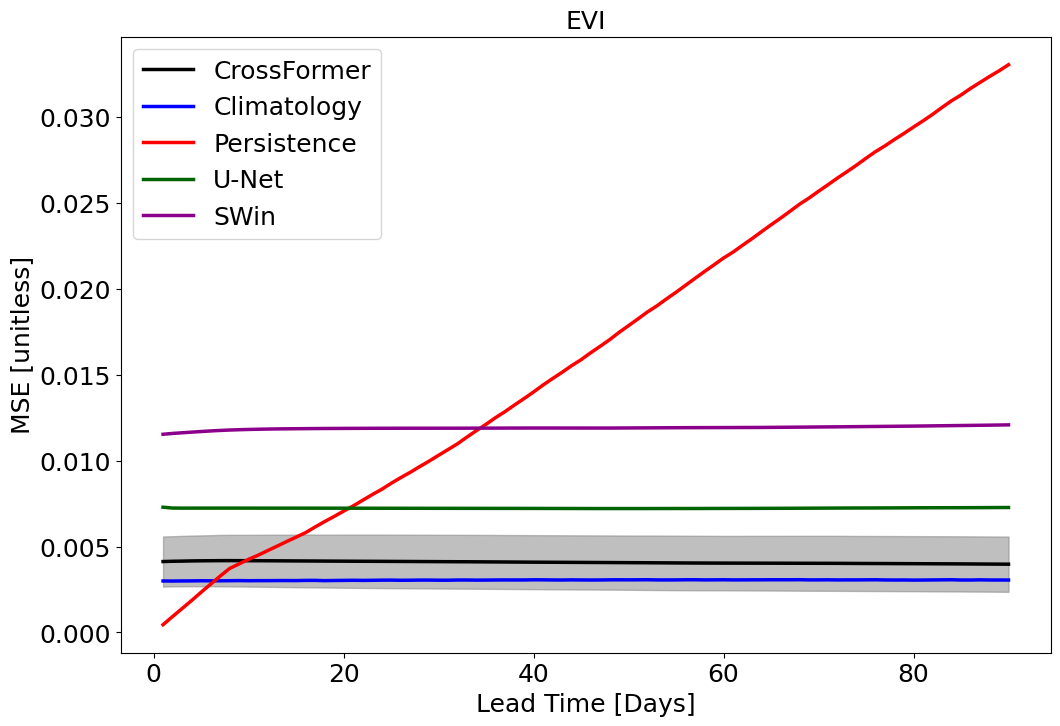 EVI
CrossFormer
Climatology
Persistence
U-Net
SWin
MSE [unitless]
0.030
0.025
0.020
0.015
0.010
0.005
0.000
0 20 40 60 80
Lead Time [Days]